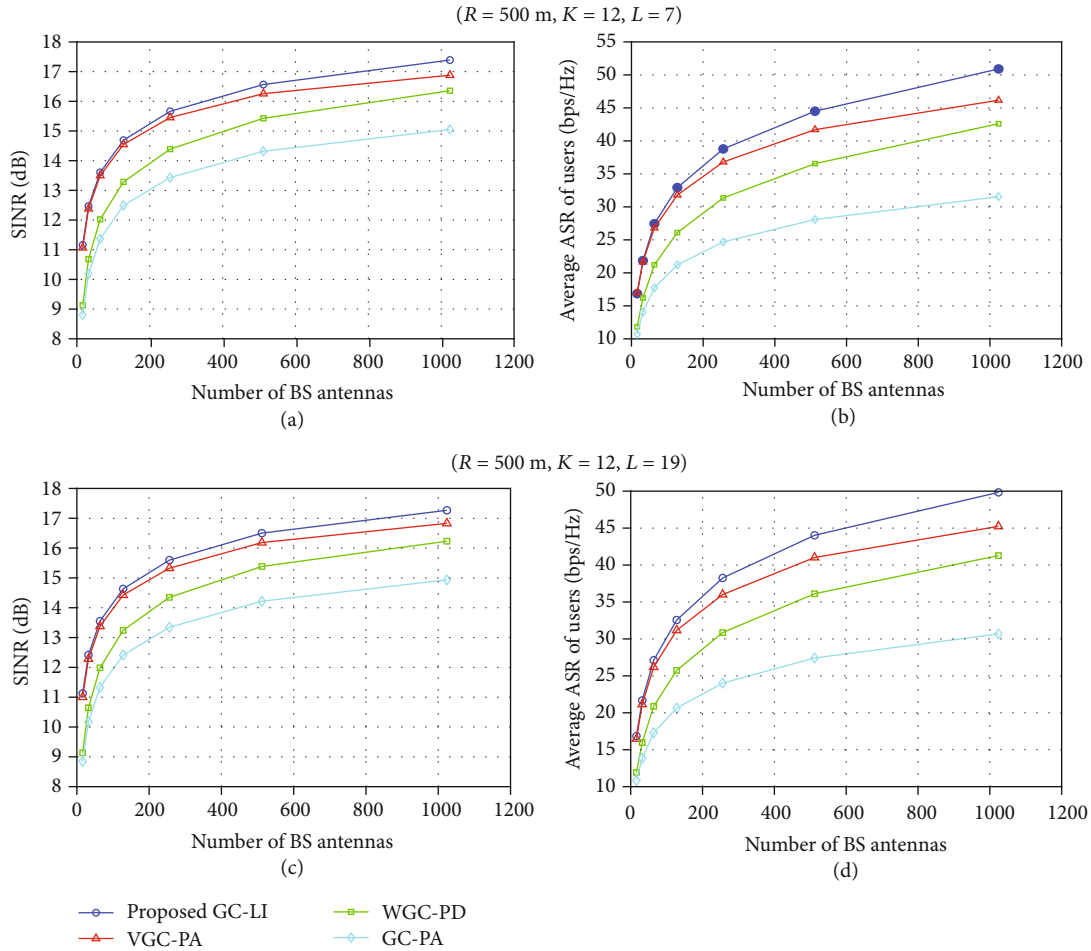 (R = 500 m, K = 12, L = 7)
SINR (dB)
18
17
16
15
14
13
12
11
10
9
8
0 200 400 600 800 1000 1200
Number of BS antennas
(a)
Average ASR of users (bps/Hz)
55
50
45
40
35
30
25
20
15
10
0 200 400 600 800 1000 1200
Number of BS antennas
(b)
(R = 500 m, K = 12, L = 19)
SINR (dB)
18
17
16
15
14
13
12
11
10
9
8
0 200 400 600 800 1000 1200
Number of BS antennas
(c)
Average ASR of users (bps/Hz)
50
45
40
35
30
25
20
15
10
0 200 400 600 800 1000 1200
Number of BS antennas
(d)
Proposed GC-LI
VGC-PA
WGC-PD
GC-PA